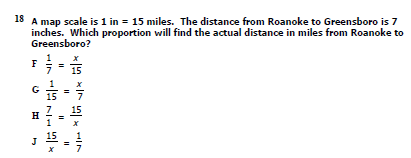 18 A map scale is 1 in = 15 miles. The distance from Roanoke to Greensboro is 7
inches. Which proportion will find the actual distance in miles from Roanoke to
Greensboro?
F 1/7 = x/15
G 1/15 = x/7
H 7/1 = 15/x
J 15/x = 1/7